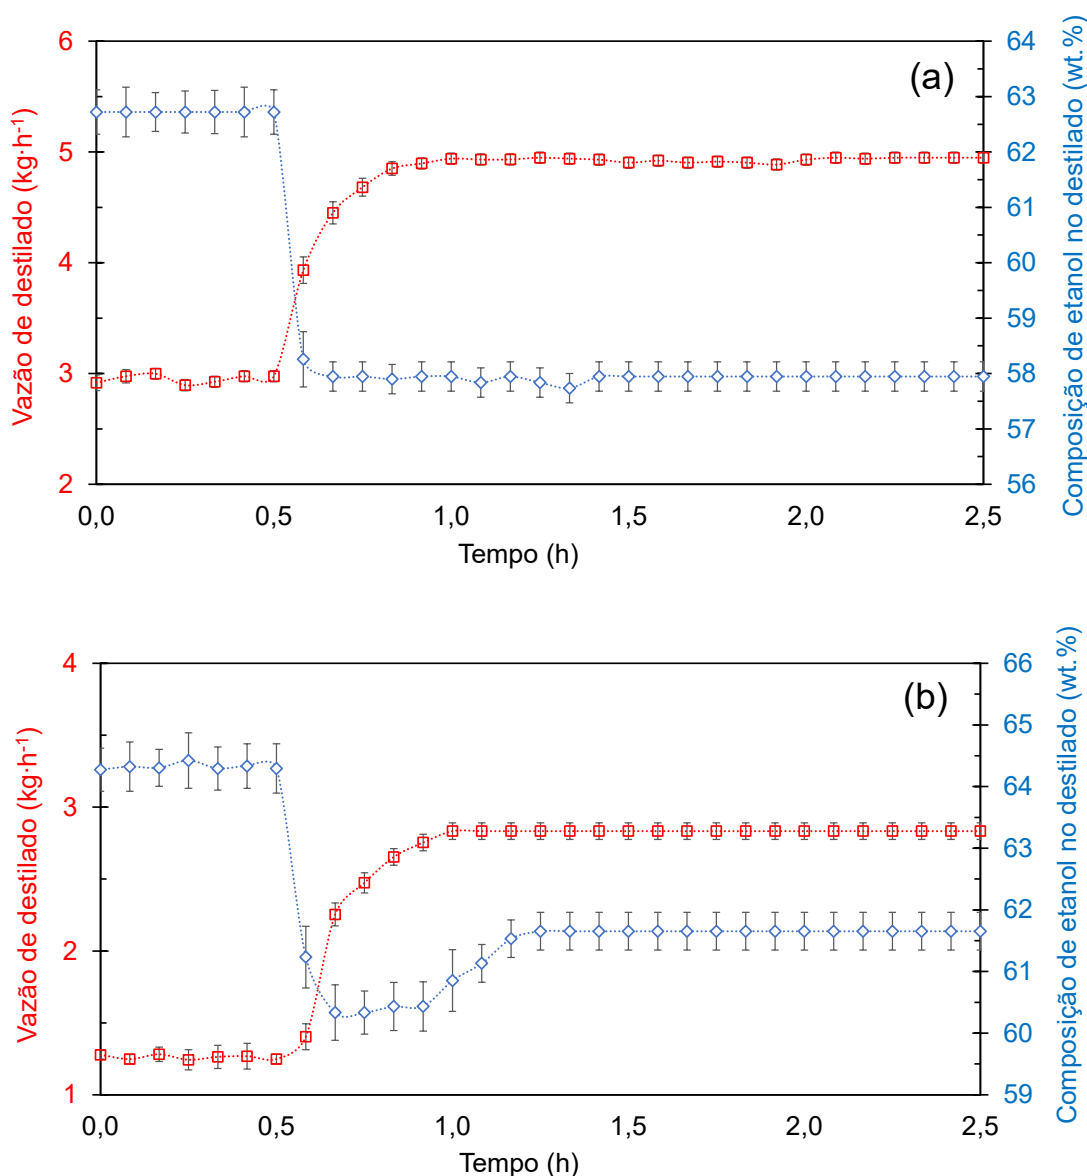 (a)
Vazão de destilado (kg·h⁻¹)
6
5
4
3
2
Composição de etanol no destilado (wt.%)
64
63
62
61
60
59
58
57
56
0,0 0,5 1,0 1,5 2,0 2,5
Tempo (h)
(b)
Vazão de destilado (kg·h⁻¹)
4
3
2
1
Composição de etanol no destilado (wt.%)
66
65
64
63
62
61
60
59
0,0 0,5 1,0 1,5 2,0 2,5
Tempo (h)